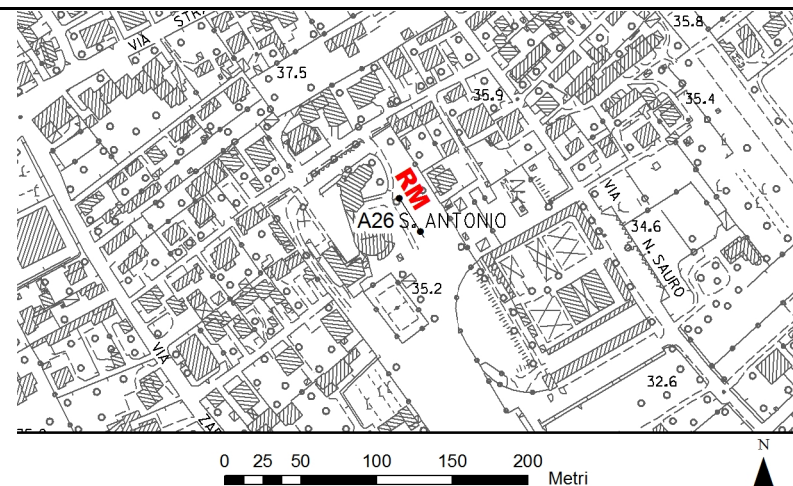 35.8
VIA STRA
37.5
35.9
35.4
RM
VIA N. SAURO
A26 S. ANTONIO
34.6
35.2
VIA
32.6
N
0 25 50 100 150 200
Metri